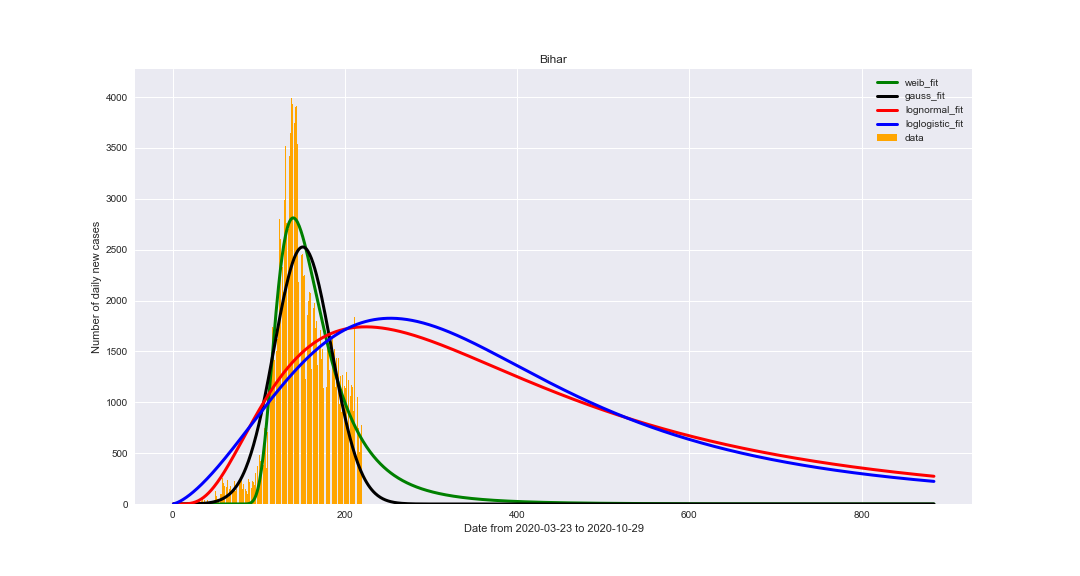 Bihar
weib_fit
gauss_fit
lognormal_fit
loglogistic_fit
data
Number of daily new cases
4000
3500
3000
2500
2000
1500
1000
500
0
0 200 400 600 800
Date from 2020-03-23 to 2020-10-29